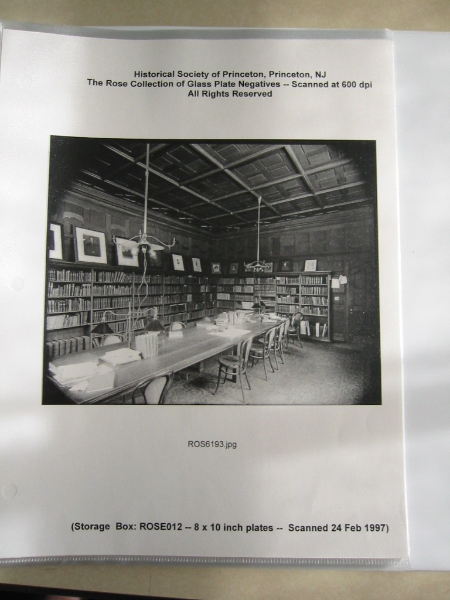 Historical Society of Princeton, Princeton, NJ
The Rose Collection of Glass Plate Negatives -- Scanned at 600 dpi
All Rights Reserved
ROS6193.jpg
(Storage Box: ROSE012 -- 8 x 10 inch plates -- Scanned 24 Feb 1997)